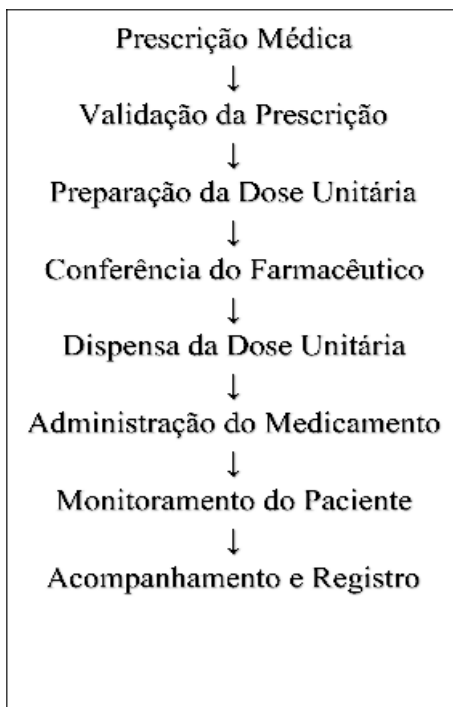 Prescrição Médica
↓
Validação da Prescrição
↓
Preparação da Dose Unitária
↓
Conferência do Farmacêutico
↓
Dispensa da Dose Unitária
↓
Administração do Medicamento
↓
Monitoramento do Paciente
↓
Acompanhamento e Registro